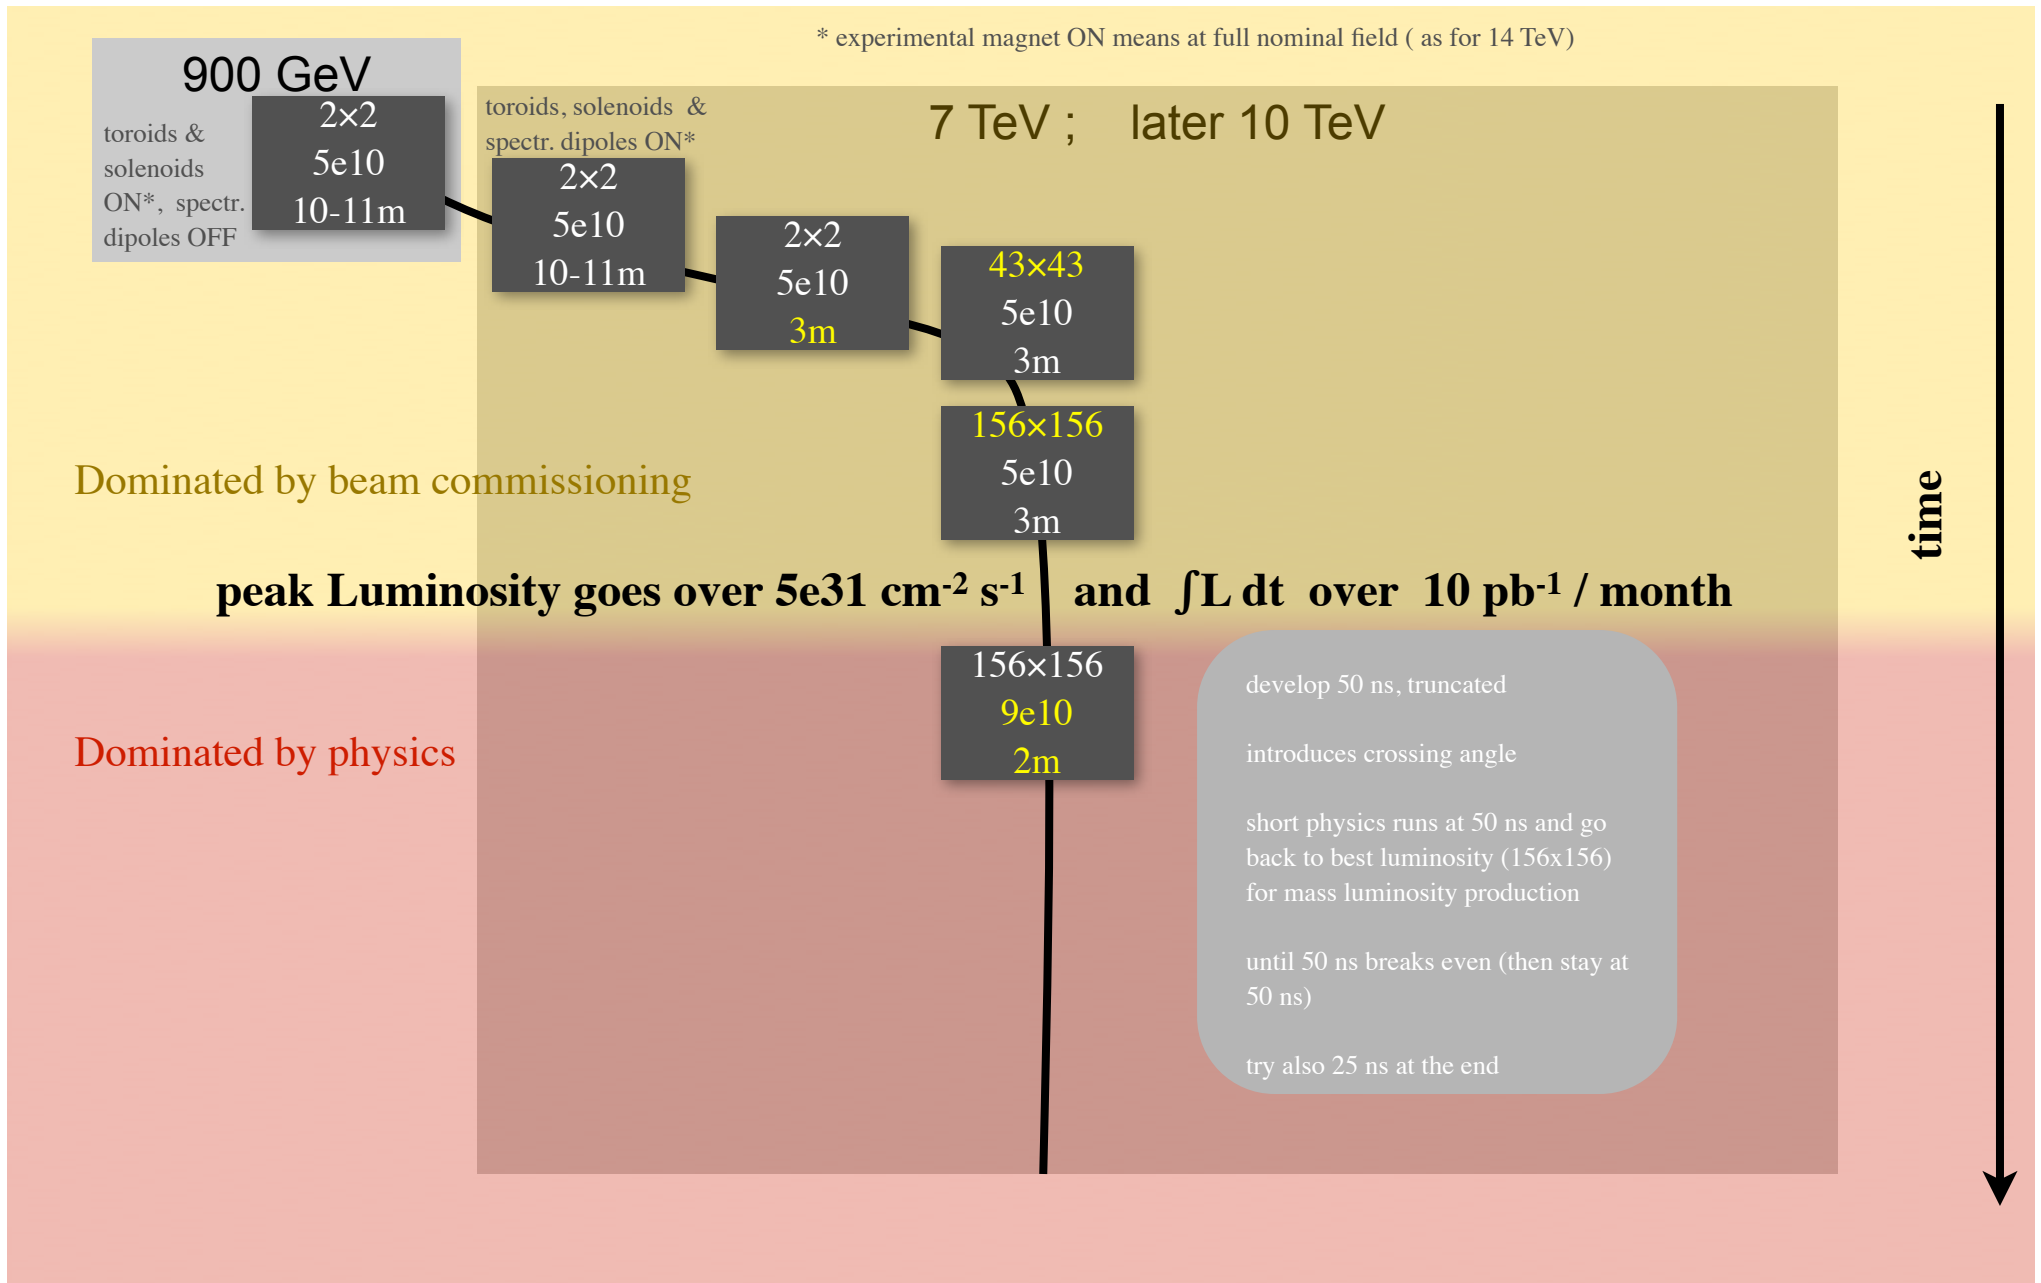 * experimental magnet ON means at full nominal field ( as for 14 TeV)
900 GeV
toroids &
solenoids
ON*, spectr.
dipoles OFF
2×2
5e10
10-11m
toroids, solenoids &
spectr. dipoles ON*
7 TeV ; later 10 TeV
2×2
5e10
10-11m
2×2
5e10
3m
43×43
5e10
3m
156×156
5e10
3m
Dominated by beam commissioning
time
peak Luminosity goes over 5e31 cm-2 s-1 and ∫L dt over 10 pb-1 / month
156×156
9e10
2m
Dominated by physics
develop 50 ns, truncated
introduces crossing angle
short physics runs at 50 ns and go
back to best luminosity (156x156)
for mass luminosity production
until 50 ns breaks even (then stay at
50 ns)
try also 25 ns at the end